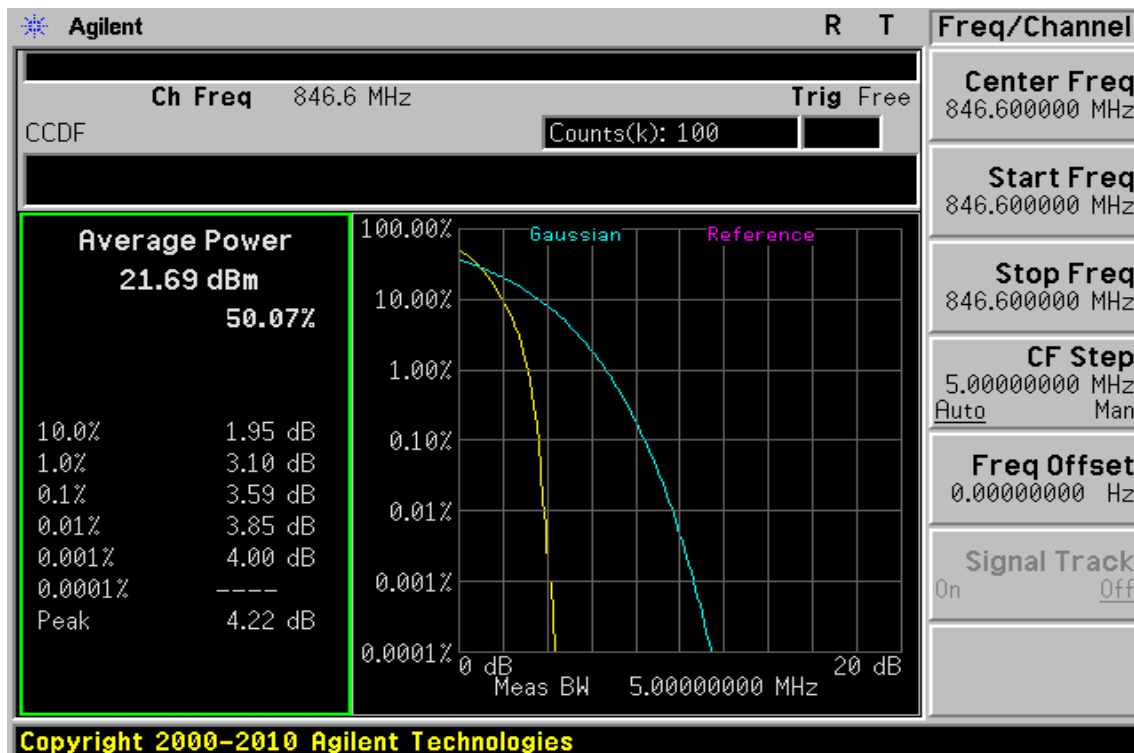 Agilent R T
Ch Freq 846.6 MHz Trig Free
CCDF Counts(k): 100
Average Power
21.69 dBm
50.07%
10.0% 1.95 dB
1.0% 3.10 dB
0.1% 3.59 dB
0.01% 3.85 dB
0.001% 4.00 dB
0.0001% ----
Peak 4.22 dB
Gaussian Reference
100.00%
10.00%
1.00%
0.10%
0.01%
0.001%
0.0001%
0 dB 20 dB
Meas BW 5.00000000 MHz
Freq/Channel
Center Freq
846.600000 MHz
Start Freq
846.600000 MHz
Stop Freq
846.600000 MHz
CF Step
5.00000000 MHz
Auto Man
Freq Offset
0.00000000 Hz
Signal Track
On Off
Copyright 2000-2010 Agilent Technologies